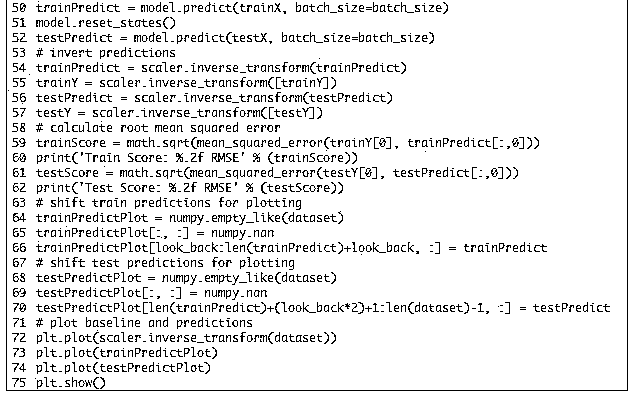 50 trainPredict = model.predict(trainX, batch_size=batch_size)
51 model.reset_states()
52 testPredict = model.predict(testX, batch_size=batch_size)
53 # invert predictions
54 trainPredict = scaler.inverse_transform(trainPredict)
55 trainY = scaler.inverse_transform([trainY])
56 testPredict = scaler.inverse_transform(testPredict)
57 testY = scaler.inverse_transform([testY])
58 # calculate root mean squared error
59 trainScore = math.sqrt(mean_squared_error(trainY[0], trainPredict[:,0]))
60 print('Train Score: %.2f RMSE' % (trainScore))
61 testScore = math.sqrt(mean_squared_error(testY[0], testPredict[:,0]))
62 print('Test Score: %.2f RMSE' % (testScore))
63 # shift train predictions for plotting
64 trainPredictPlot = numpy.empty_like(dataset)
65 trainPredictPlot[:, :] = numpy.nan
66 trainPredictPlot[look_back:len(trainPredict)+look_back, :] = trainPredict
67 # shift test predictions for plotting
68 testPredictPlot = numpy.empty_like(dataset)
69 testPredictPlot[:, :] = numpy.nan
70 testPredictPlot[len(trainPredict)+(look_back*2)+1:len(dataset)-1, :] = testPredict
71 # plot baseline and predictions
72 plt.plot(scaler.inverse_transform(dataset))
73 plt.plot(trainPredictPlot)
74 plt.plot(testPredictPlot)
75 plt.show()